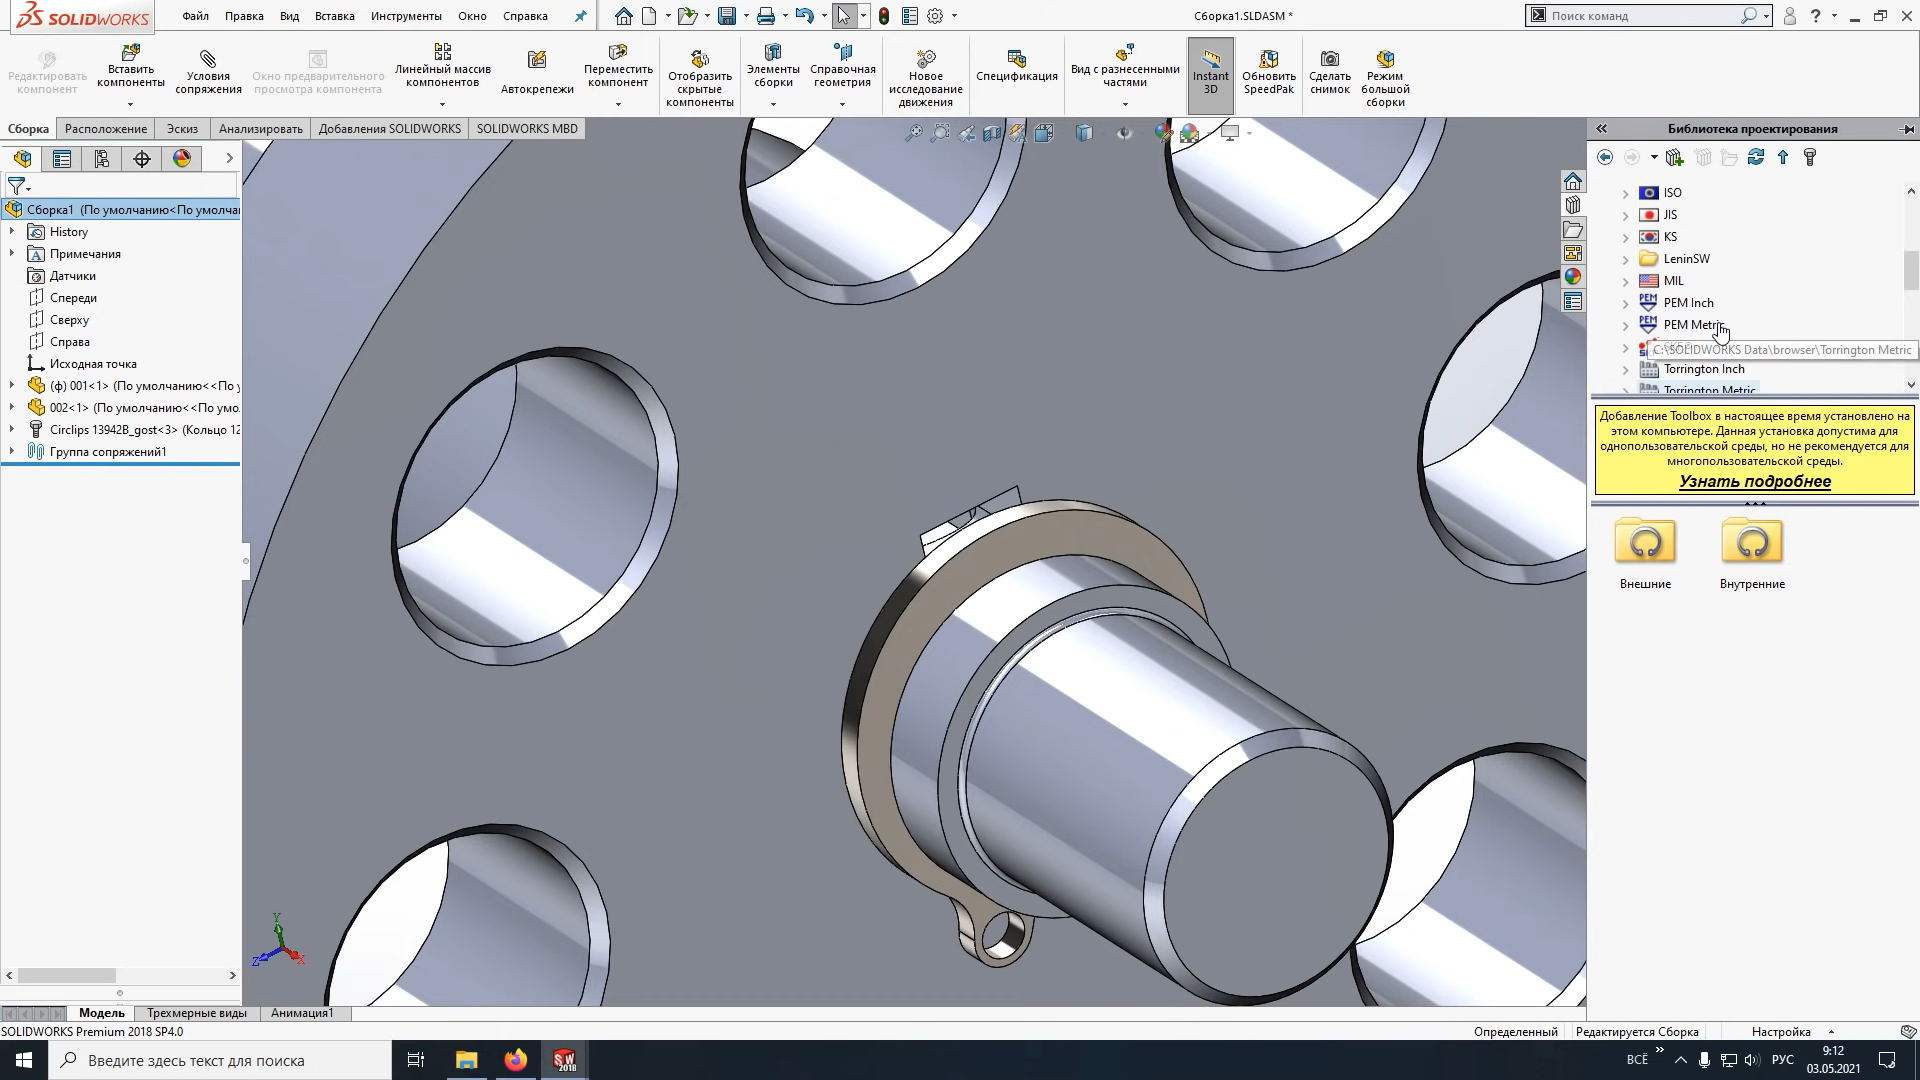 SOLIDWORKS
Файл Правка Вид Вставка Инструменты Окно Справка
Сборка1.SLDASM *
Поиск команд
Редактировать компонент
Вставить компоненты
Условия сопряжения
Окно предварительного просмотра компонента
Линейный массив компонентов
Автокрепежи
Переместить компонент
Отобразить скрытые компоненты
Элементы сборки
Справочная геометрия
Новое исследование движения
Спецификация
Вид с разнесенными частями
Instant 3D
Обновить SpeedPak
Сделать снимок
Режим большой сборки
Сборка Расположение Эскиз Анализировать Добавления SOLIDWORKS SOLIDWORKS MBD
Библиотека проектирования
Сборка1 (По умолчанию<По умолча
History
Примечания
Датчики
Спереди
Сверху
Справа
Исходная точка
(ф) 001<1> (По умолчанию<<По у
002<1> (По умолчанию<<По умо
Circlips 13942B_gost<3> (Кольцо 12
Группа сопряжений1
ISO
JIS
KS
LeninSW
MIL
PEM Inch
PEM Metric
C:\SOLIDWORKS Data\browser\Torrington Metric
Torrington Inch
Torrington Metric
Добавление Toolbox в настоящее время установлено на
этом компьютере. Данная установка допустима для
однопользовательской среды, но не рекомендуется для
многопользовательской среды.
Узнать подробнее
Внешние Внутренние
Y
Z X
Модель Трехмерные виды Анимация1
SOLIDWORKS Premium 2018 SP4.0
Определенный Редактируется Сборка Настройка
Введите здесь текст для поиска
ВСЁ
РУС
9:12
03.05.2021